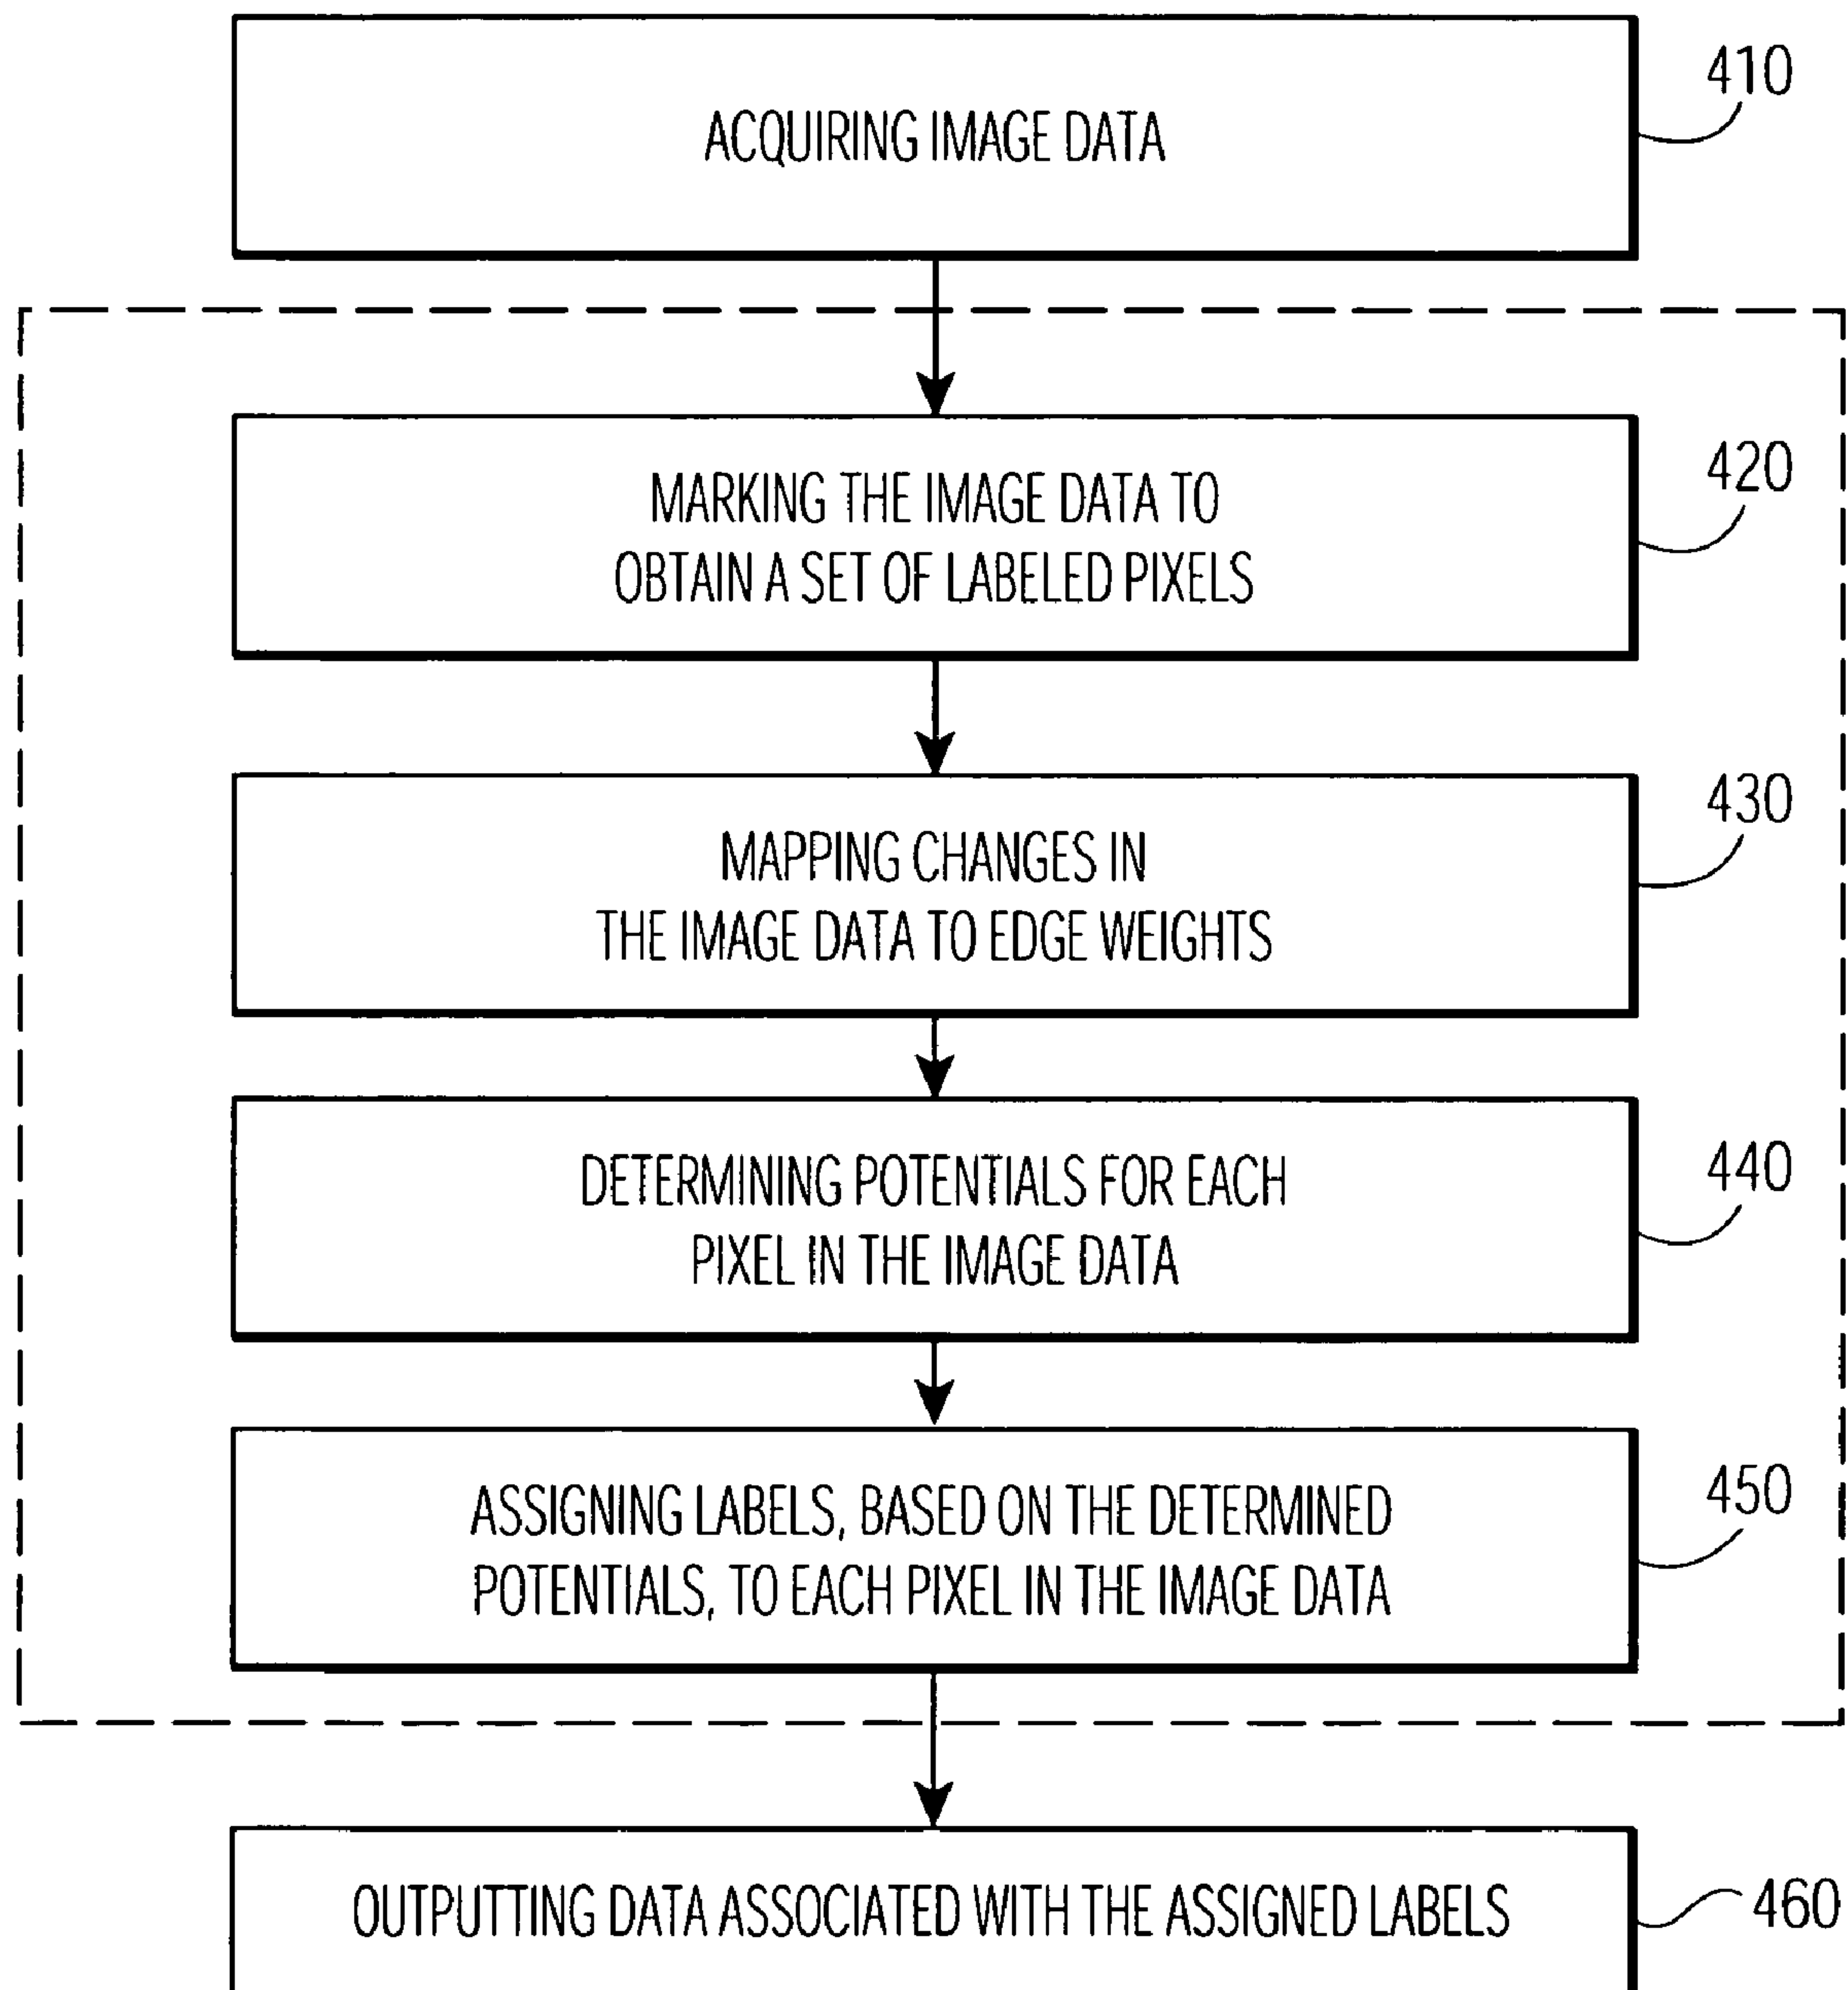 ACQUIRING IMAGE DATA
410
MARKING THE IMAGE DATA TO
OBTAIN A SET OF LABELED PIXELS
420
MAPPING CHANGES IN
THE IMAGE DATA TO EDGE WEIGHTS
430
DETERMINING POTENTIALS FOR EACH
PIXEL IN THE IMAGE DATA
440
ASSIGNING LABELS, BASED ON THE DETERMINED
POTENTIALS, TO EACH PIXEL IN THE IMAGE DATA
450
OUTPUTTING DATA ASSOCIATED WITH THE ASSIGNED LABELS
460